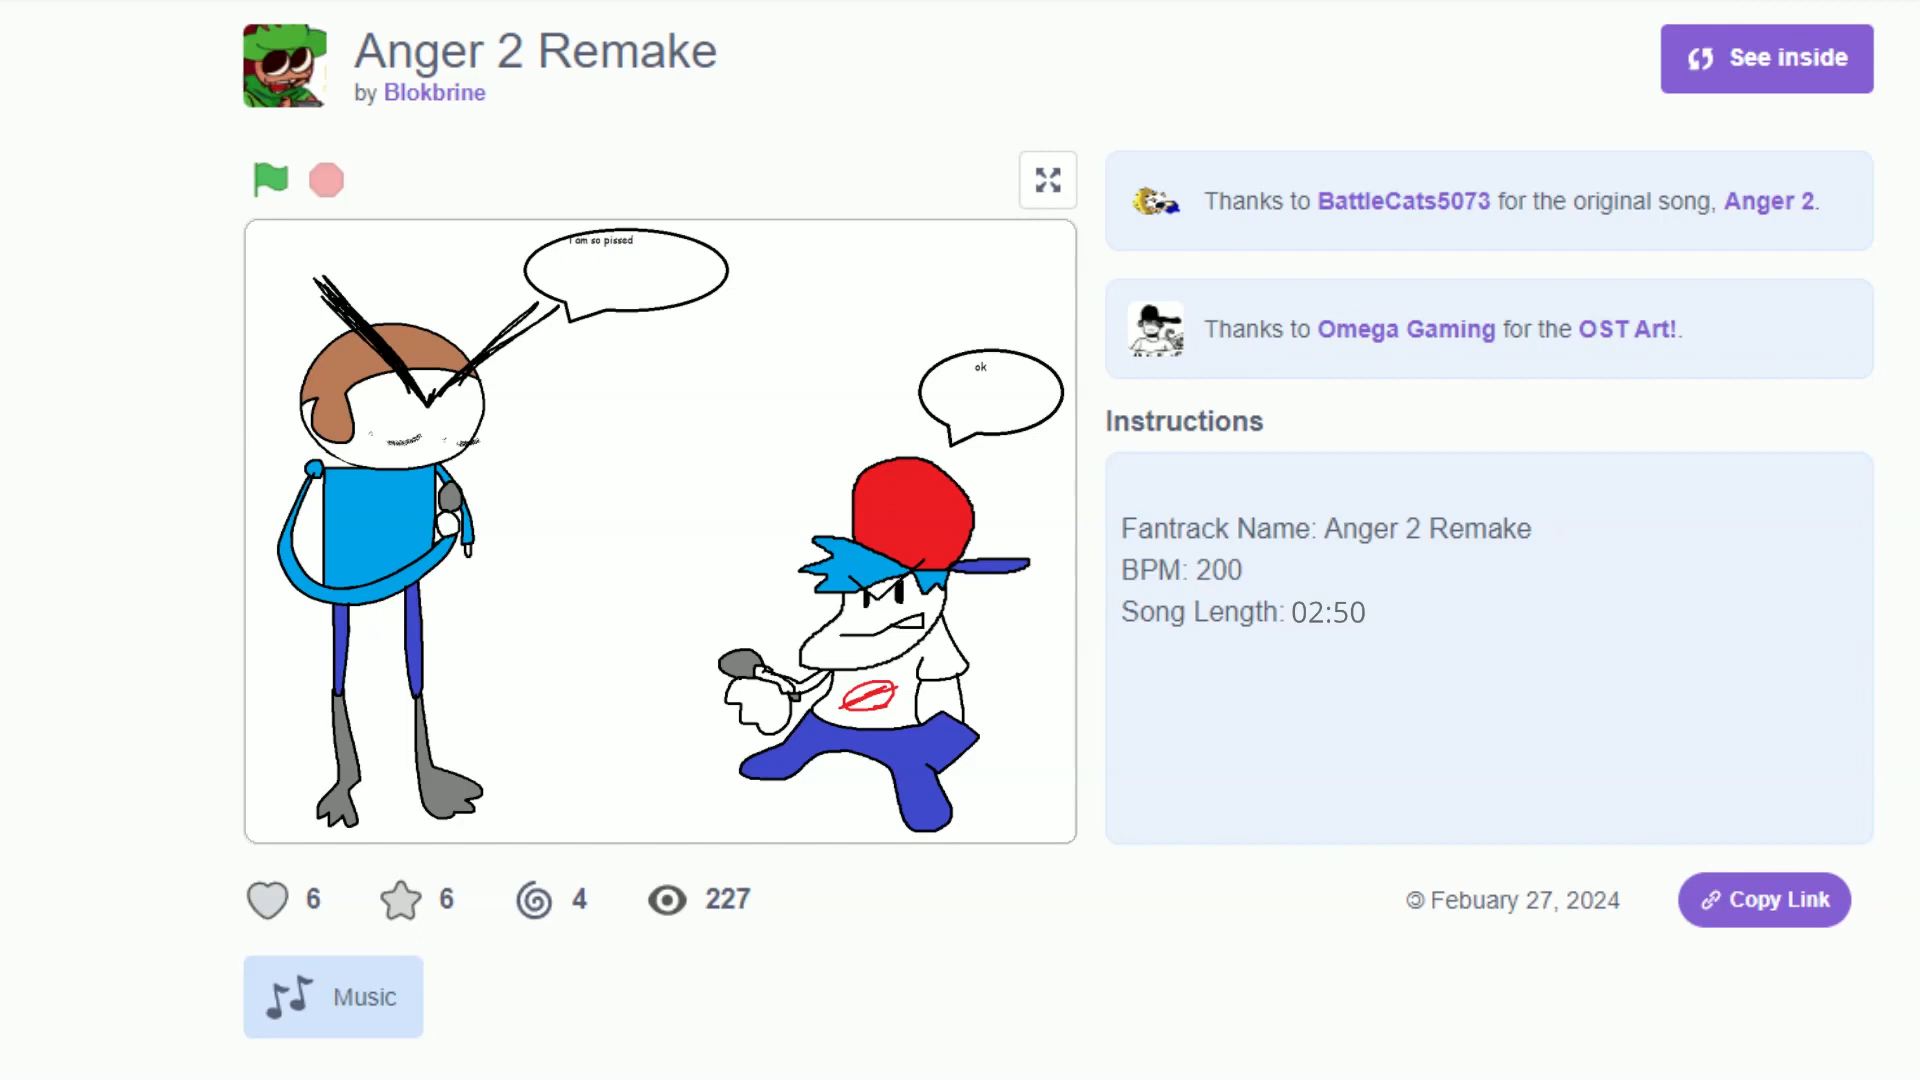 Anger 2 Remake
by Blokbrine
See inside
I am so pissed
ok
Thanks to BattleCats5073 for the original song, Anger 2.
Thanks to Omega Gaming for the OST Art!.
Instructions
Fantrack Name: Anger 2 Remake
BPM: 200
Song Length: 02:50
6
6
4
227
Febuary 27, 2024
Copy Link
Music